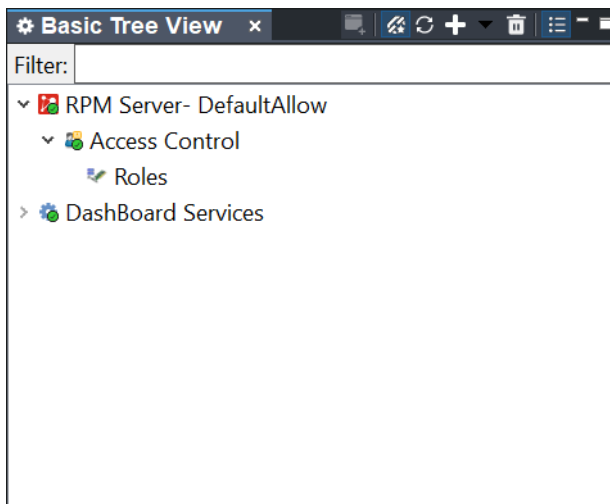 Basic Tree View
Filter:
RPM Server- DefaultAllow
Access Control
Roles
DashBoard Services